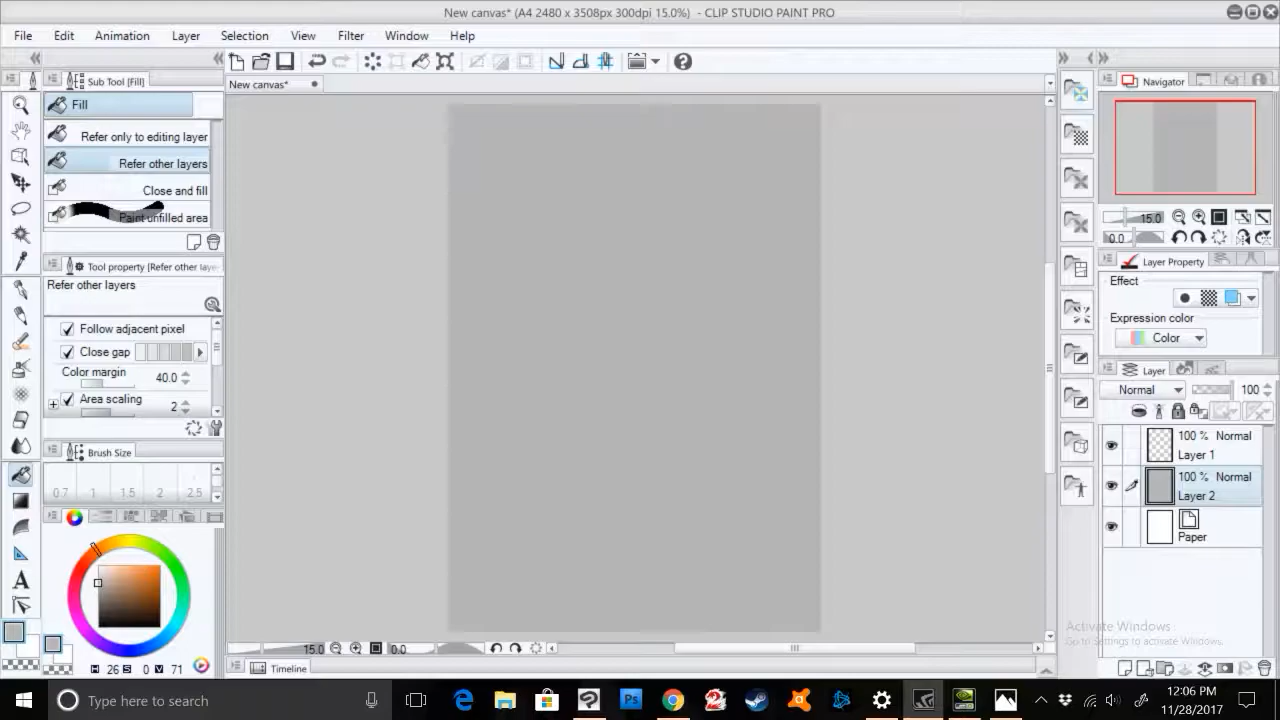 New canvas* (A4 2480 x 3508px 300dpi 15.0%) - CLIP STUDIO PAINT PRO
File Edit Animation Layer Selection View Filter Window Help
Sub Tool [Fill]
Fill
Refer only to editing layer
Refer other layers
Close and fill
Paint unfilled area
Tool property [Refer other laye
Refer other layers
Follow adjacent pixel
Close gap
Color margin 40.0
Area scaling 2
Brush Size
0.7 1 1.5 2 2.5
H 26 S 0 V 71
New canvas*
15.0 0.0
Timeline
Navigator
15.0
0.0
Layer Property
Effect
Expression color
Color
Layer
Normal 100
100 % Normal
Layer 1
100 % Normal
Layer 2
Paper
Activate Windows
Go to Settings to activate Windows.
Type here to search
12:06 PM
11/28/2017